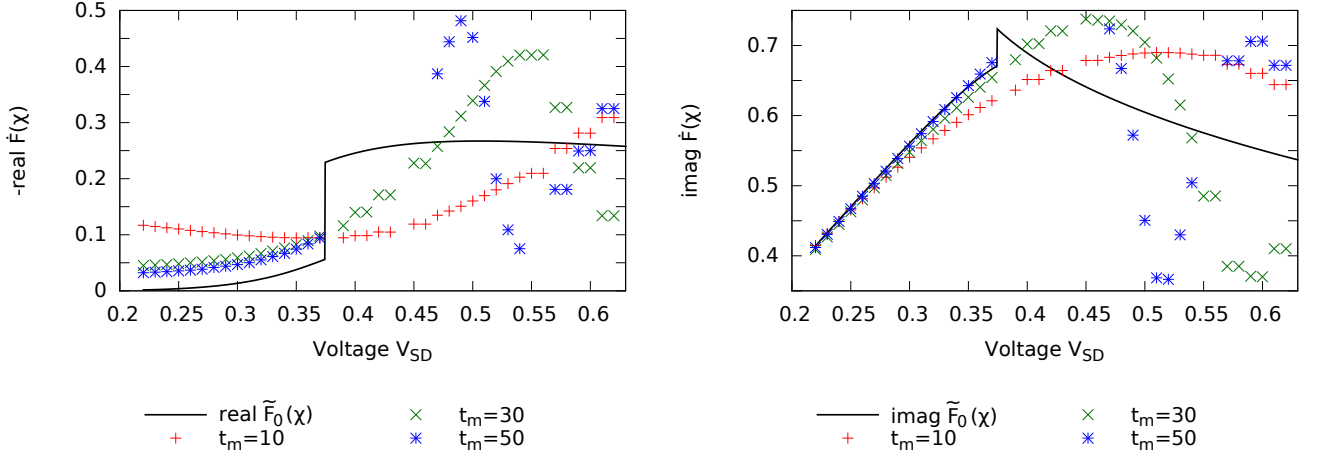 0.5
0.4
0.3
0.2
0.1
0
-real Ḟ(χ)
0.2 0.25 0.3 0.35 0.4 0.45 0.5 0.55 0.6
Voltage V_SD
real F̃₀(χ)
t_m=10
t_m=30
t_m=50
0.7
0.6
0.5
0.4
imag Ḟ(χ)
0.2 0.25 0.3 0.35 0.4 0.45 0.5 0.55 0.6
Voltage V_SD
imag F̃₀(χ)
t_m=10
t_m=30
t_m=50